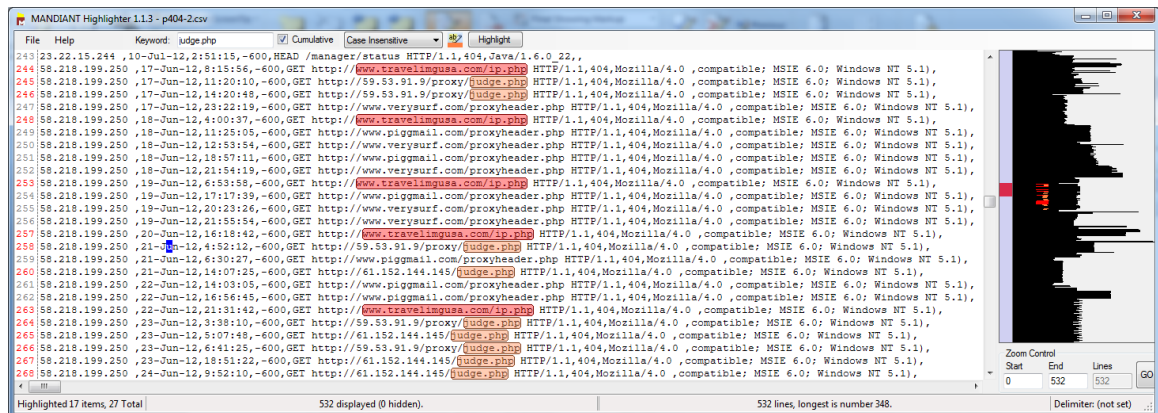 MANDIANT Highlighter 1.1.3 - p404-2.csv
File Help Keyword: judge.php Cumulative Case Insensitive Highlight
243 23.22.15.244 ,10-Jul-12,2:51:15,-600,HEAD /manager/status HTTP/1.1,404,Java/1.6.0_22,,
244 58.218.199.250 ,17-Jun-12,8:15:56,-600,GET http://www.travelimgusa.com/ip.php HTTP/1.1,404,Mozilla/4.0 ,compatible; MSIE 6.0; Windows NT 5.1),
245 58.218.199.250 ,17-Jun-12,11:20:10,-600,GET http://59.53.91.9/proxy/judge.php HTTP/1.1,404,Mozilla/4.0 ,compatible; MSIE 6.0; Windows NT 5.1),
246 58.218.199.250 ,17-Jun-12,14:20:48,-600,GET http://59.53.91.9/proxy/judge.php HTTP/1.1,404,Mozilla/4.0 ,compatible; MSIE 6.0; Windows NT 5.1),
247 58.218.199.250 ,17-Jun-12,23:22:19,-600,GET http://www.verysurf.com/proxyheader.php HTTP/1.1,404,Mozilla/4.0 ,compatible; MSIE 6.0; Windows NT 5.1),
248 58.218.199.250 ,18-Jun-12,4:00:37,-600,GET http://www.travelimgusa.com/ip.php HTTP/1.1,404,Mozilla/4.0 ,compatible; MSIE 6.0; Windows NT 5.1),
249 58.218.199.250 ,18-Jun-12,11:25:05,-600,GET http://www.piggmail.com/proxyheader.php HTTP/1.1,404,Mozilla/4.0 ,compatible; MSIE 6.0; Windows NT 5.1),
250 58.218.199.250 ,18-Jun-12,12:53:54,-600,GET http://www.verysurf.com/proxyheader.php HTTP/1.1,404,Mozilla/4.0 ,compatible; MSIE 6.0; Windows NT 5.1),
251 58.218.199.250 ,18-Jun-12,18:57:11,-600,GET http://www.piggmail.com/proxyheader.php HTTP/1.1,404,Mozilla/4.0 ,compatible; MSIE 6.0; Windows NT 5.1),
252 58.218.199.250 ,18-Jun-12,21:54:19,-600,GET http://www.verysurf.com/proxyheader.php HTTP/1.1,404,Mozilla/4.0 ,compatible; MSIE 6.0; Windows NT 5.1),
253 58.218.199.250 ,19-Jun-12,6:53:58,-600,GET http://www.travelimgusa.com/ip.php HTTP/1.1,404,Mozilla/4.0 ,compatible; MSIE 6.0; Windows NT 5.1),
254 58.218.199.250 ,19-Jun-12,17:17:39,-600,GET http://www.piggmail.com/proxyheader.php HTTP/1.1,404,Mozilla/4.0 ,compatible; MSIE 6.0; Windows NT 5.1),
255 58.218.199.250 ,19-Jun-12,20:23:26,-600,GET http://www.verysurf.com/proxyheader.php HTTP/1.1,404,Mozilla/4.0 ,compatible; MSIE 6.0; Windows NT 5.1),
256 58.218.199.250 ,19-Jun-12,21:55:54,-600,GET http://www.verysurf.com/proxyheader.php HTTP/1.1,404,Mozilla/4.0 ,compatible; MSIE 6.0; Windows NT 5.1),
257 58.218.199.250 ,20-Jun-12,16:18:42,-600,GET http://www.travelimgusa.com/ip.php HTTP/1.1,404,Mozilla/4.0 ,compatible; MSIE 6.0; Windows NT 5.1),
258 58.218.199.250 ,21-Jun-12,4:52:12,-600,GET http://59.53.91.9/proxy/judge.php HTTP/1.1,404,Mozilla/4.0 ,compatible; MSIE 6.0; Windows NT 5.1),
259 58.218.199.250 ,21-Jun-12,6:30:27,-600,GET http://www.piggmail.com/proxyheader.php HTTP/1.1,404,Mozilla/4.0 ,compatible; MSIE 6.0; Windows NT 5.1),
260 58.218.199.250 ,21-Jun-12,14:07:25,-600,GET http://61.152.144.145/judge.php HTTP/1.1,404,Mozilla/4.0 ,compatible; MSIE 6.0; Windows NT 5.1),
261 58.218.199.250 ,22-Jun-12,14:03:05,-600,GET http://www.piggmail.com/proxyheader.php HTTP/1.1,404,Mozilla/4.0 ,compatible; MSIE 6.0; Windows NT 5.1),
262 58.218.199.250 ,22-Jun-12,16:56:45,-600,GET http://www.piggmail.com/proxyheader.php HTTP/1.1,404,Mozilla/4.0 ,compatible; MSIE 6.0; Windows NT 5.1),
263 58.218.199.250 ,22-Jun-12,21:31:42,-600,GET http://www.travelimgusa.com/ip.php HTTP/1.1,404,Mozilla/4.0 ,compatible; MSIE 6.0; Windows NT 5.1),
264 58.218.199.250 ,23-Jun-12,3:38:10,-600,GET http://59.53.91.9/proxy/judge.php HTTP/1.1,404,Mozilla/4.0 ,compatible; MSIE 6.0; Windows NT 5.1),
265 58.218.199.250 ,23-Jun-12,5:07:48,-600,GET http://61.152.144.145/judge.php HTTP/1.1,404,Mozilla/4.0 ,compatible; MSIE 6.0; Windows NT 5.1),
266 58.218.199.250 ,23-Jun-12,6:41:25,-600,GET http://59.53.91.9/proxy/judge.php HTTP/1.1,404,Mozilla/4.0 ,compatible; MSIE 6.0; Windows NT 5.1),
267 58.218.199.250 ,23-Jun-12,18:51:22,-600,GET http://61.152.144.145/judge.php HTTP/1.1,404,Mozilla/4.0 ,compatible; MSIE 6.0; Windows NT 5.1),
268 58.218.199.250 ,24-Jun-12,9:52:10,-600,GET http://61.152.144.145/judge.php HTTP/1.1,404,Mozilla/4.0 ,compatible; MSIE 6.0; Windows NT 5.1),
Zoom Control
Start End Lines
0 532 532 GO
Highlighted 17 items, 27 Total 532 displayed (0 hidden). 532 lines, longest is number 348. Delimiter: (not set)